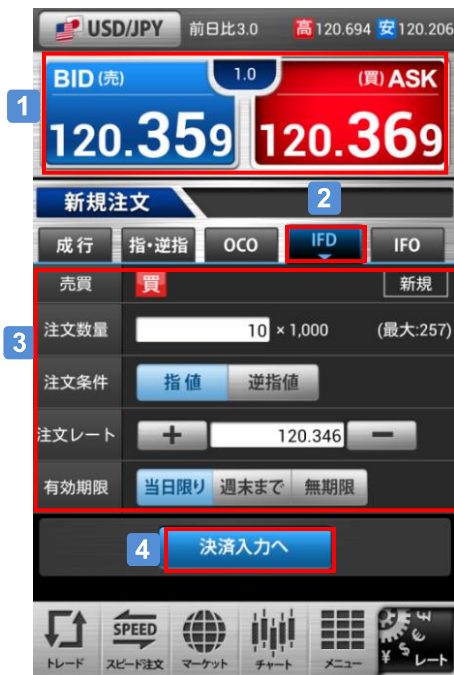 USD/JPY 前日比3.0 高120.694 安120.206
1
BID(売) 1.0 (買)ASK
120.359 120.369
新規注文
2
成行 指・逆指 OCO IFD IFO
3
売買 買 新規
注文数量 10 ×1,000 (最大:257)
注文条件 指値 逆指値
注文レート + 120.346 −
有効期限 当日限り 週末まで 無期限
4 決済入力へ
SPEED
¥ $ € £
トレード スピード注文 マーケット チャート メニュー レート